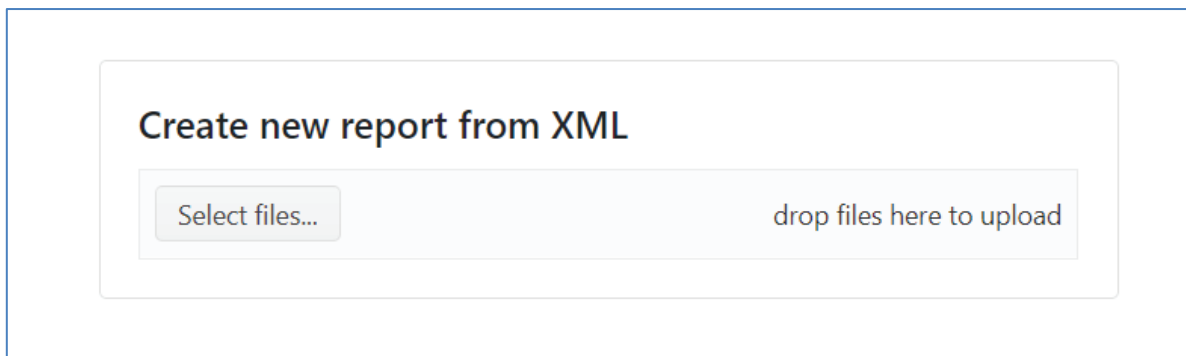 Create new report from XML
Select files...
drop files here to upload